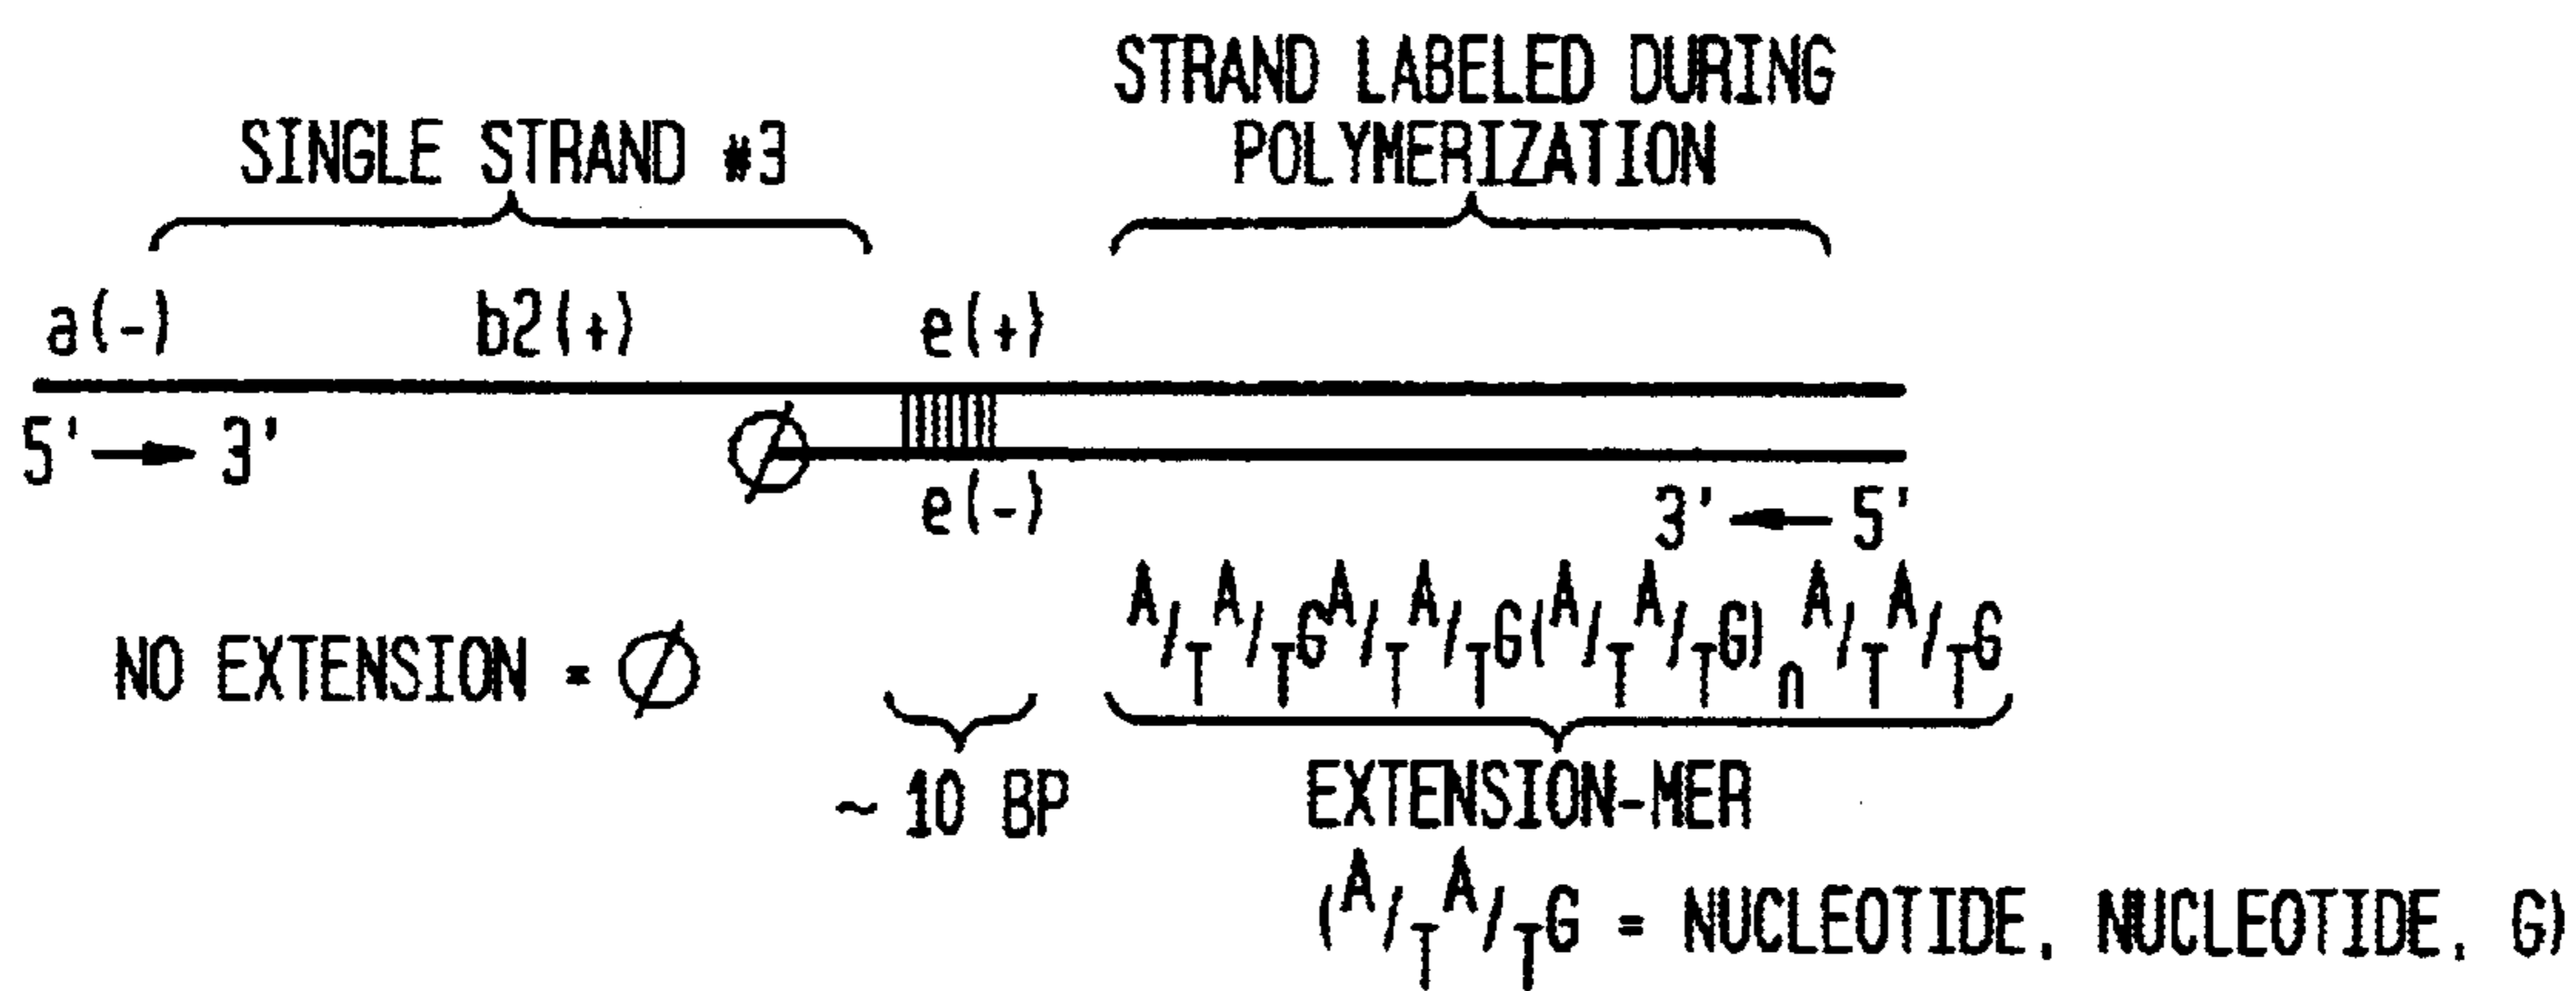 STRAND LABELED DURING
POLYMERIZATION
SINGLE STRAND #3
a(-) b2(+) e(+)
5' → 3'
e(-)
3' ← 5'
A/TA/TGA/TA/TG(A/TA/TG)nA/TA/TG
NO EXTENSION = Ø
~ 10 BP
EXTENSION-MER
(A/TA/TG = NUCLEOTIDE, NUCLEOTIDE, G)